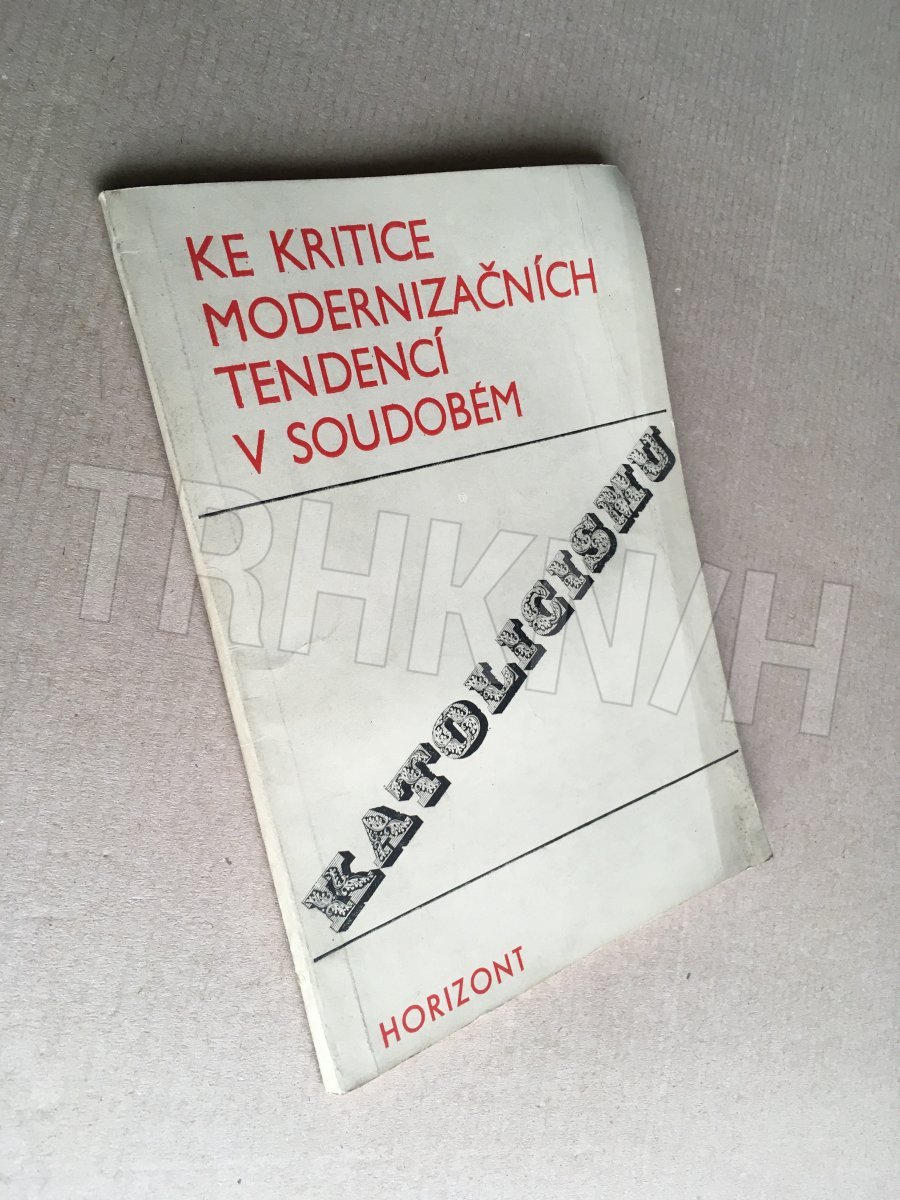 KE KRITICE
MODERNIZAČNÍCH
TENDENCÍ
V SOUDOBÉM
KATOLICISMU
HORIZONT
TRHKNIH